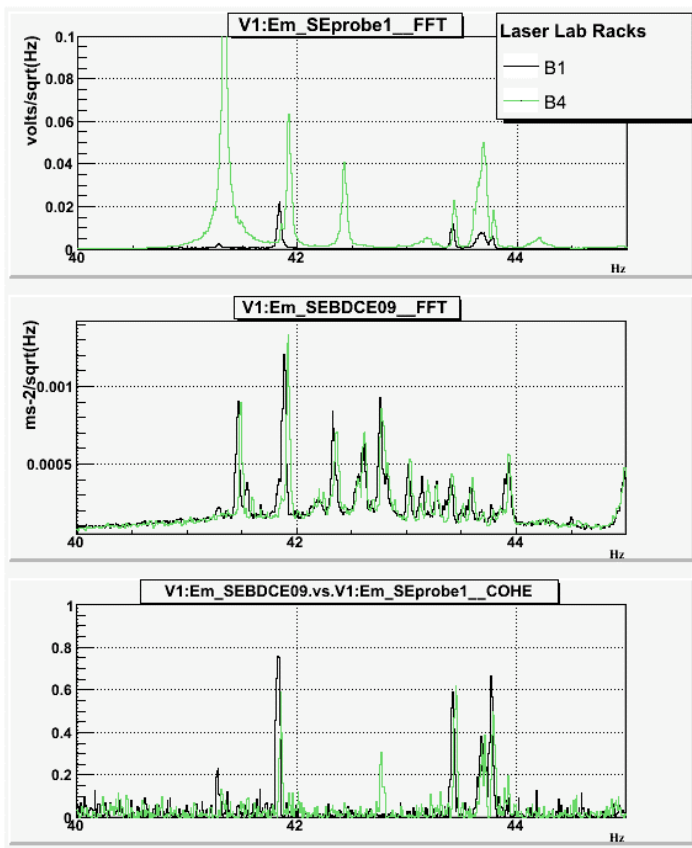 V1:Em_SEprobe1__FFT
Laser Lab Racks
B1
B4
volts/sqrt(Hz)
0.1
0.08
0.06
0.04
0.02
0
40
42
44
Hz
V1:Em_SEBDCE09__FFT
ms-2/sqrt(Hz)
0.001
0.0005
40
42
44
Hz
V1:Em_SEBDCE09.vs.V1:Em_SEprobe1__COHE
1
0.8
0.6
0.4
0.2
0
40
42
44
Hz